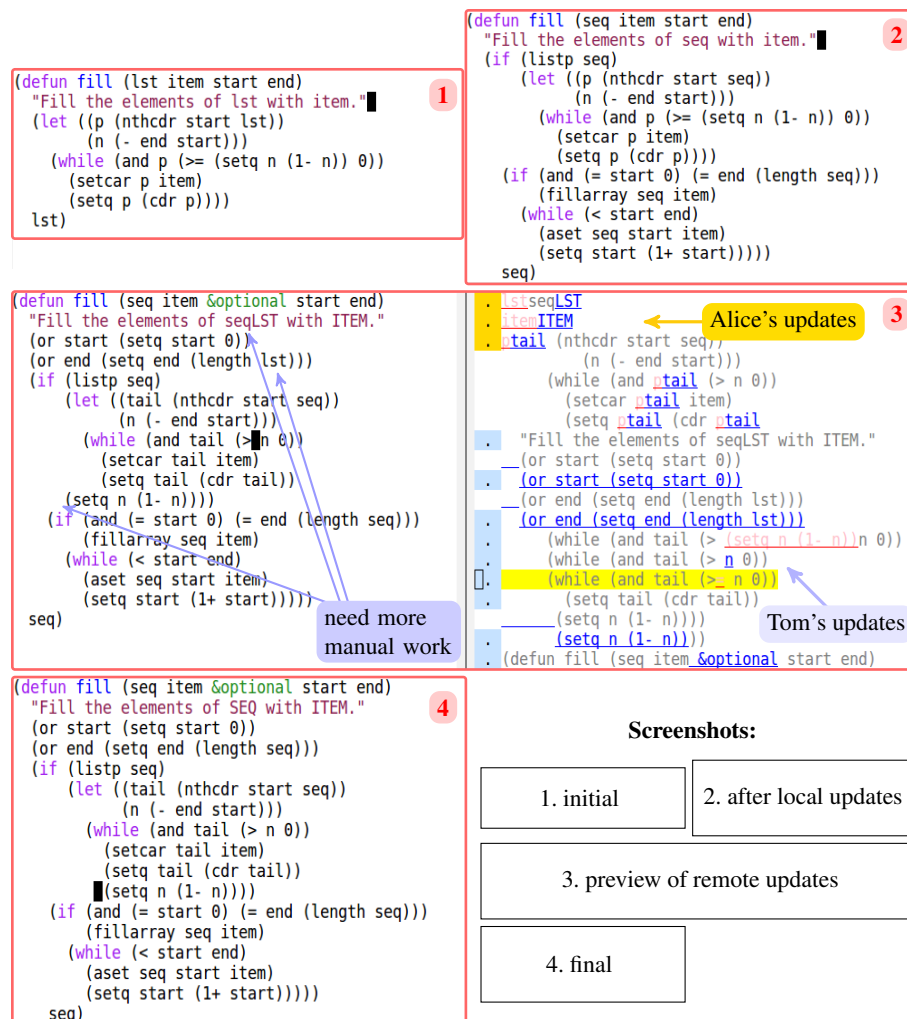 (defun fill (lst item start end)
  "Fill the elements of lst with item."
  (let ((p (nthcdr start lst))
        (n (- end start)))
    (while (and p (>= (setq n (1- n)) 0))
      (setcar p item)
      (setq p (cdr p))))
  lst)
1
(defun fill (seq item start end)
  "Fill the elements of seq with item."
  (if (listp seq)
      (let ((p (nthcdr start seq))
            (n (- end start)))
        (while (and p (>= (setq n (1- n)) 0))
          (setcar p item)
          (setq p (cdr p))))
    (if (and (= start 0) (= end (length seq)))
        (fillarray seq item)
      (while (< start end)
        (aset seq start item)
        (setq start (1+ start)))))
  seq)
2
(defun fill (seq item &optional start end)
  "Fill the elements of seqLST with ITEM."
  (or start (setq start 0))
  (or end (setq end (length lst)))
  (if (listp seq)
      (let ((tail (nthcdr start seq))
            (n (- end start)))
        (while (and tail (> n 0))
          (setcar tail item)
          (setq tail (cdr tail))
      (setq n (1- n))))
    (if (and (= start 0) (= end (length seq)))
        (fillarray seq item)
      (while (< start end)
        (aset seq start item)
        (setq start (1+ start)))))
  seq)
need more
manual work
. lstseqLST
. itemITEM
. ptail (nthcdr start seq))
            (n (- end start)))
        (while (and ptail (> n 0))
          (setcar ptail item)
          (setq ptail (cdr ptail
.   "Fill the elements of seqLST with ITEM."
    (or start (setq start 0))
.   (or start (setq start 0))
    (or end (setq end (length lst)))
.   (or end (setq end (length lst)))
.       (while (and tail (> (setq n (1- n))n 0))
.       (while (and tail (> n 0))
.       (while (and tail (>= n 0))
.         (setq tail (cdr tail))
        (setq n (1- n))))
.       (setq n (1- n))))
. (defun fill (seq item &optional start end)
3
Alice's updates
Tom's updates
(defun fill (seq item &optional start end)
  "Fill the elements of SEQ with ITEM."
  (or start (setq start 0))
  (or end (setq end (length seq)))
  (if (listp seq)
      (let ((tail (nthcdr start seq))
            (n (- end start)))
        (while (and tail (> n 0))
          (setcar tail item)
          (setq tail (cdr tail))
          (setq n (1- n))))
    (if (and (= start 0) (= end (length seq)))
        (fillarray seq item)
      (while (< start end)
        (aset seq start item)
        (setq start (1+ start)))))
    seq)
4
Screenshots:
1. initial
2. after local updates
3. preview of remote updates
4. final